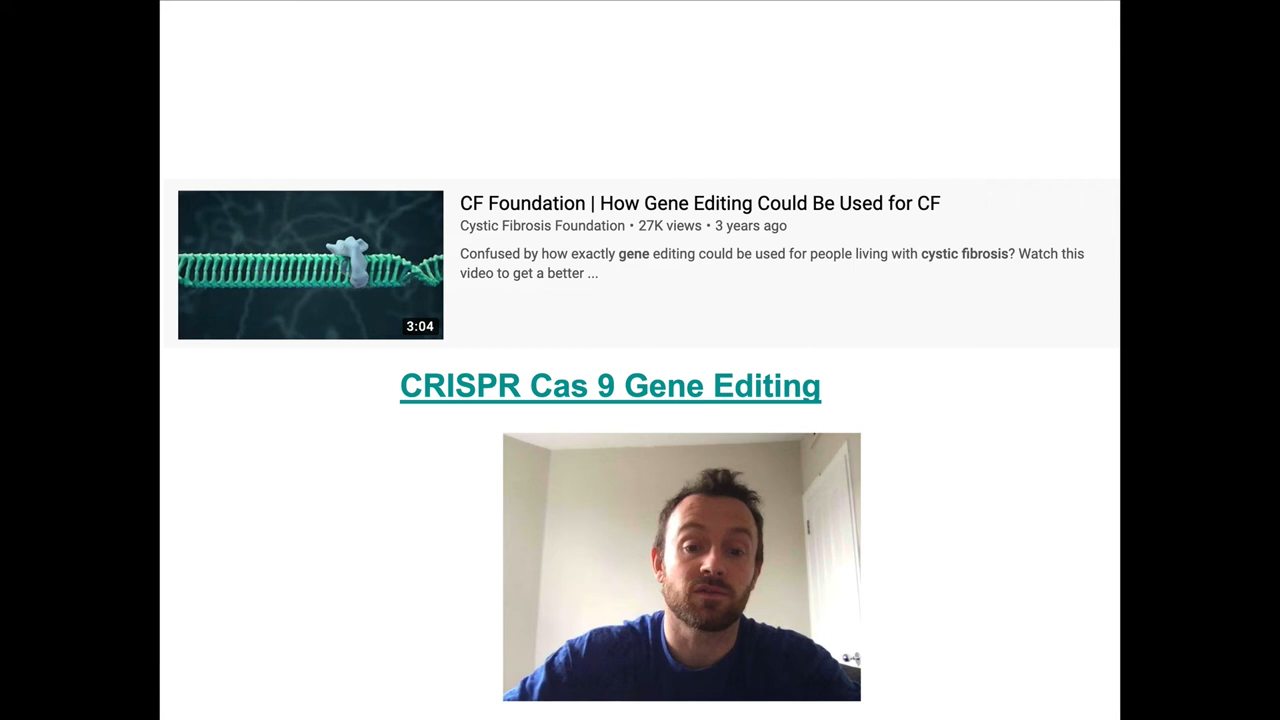 CF Foundation | How Gene Editing Could Be Used for CF
Cystic Fibrosis Foundation • 27K views • 3 years ago
Confused by how exactly gene editing could be used for people living with cystic fibrosis? Watch this
video to get a better ...
3:04
CRISPR Cas 9 Gene Editing